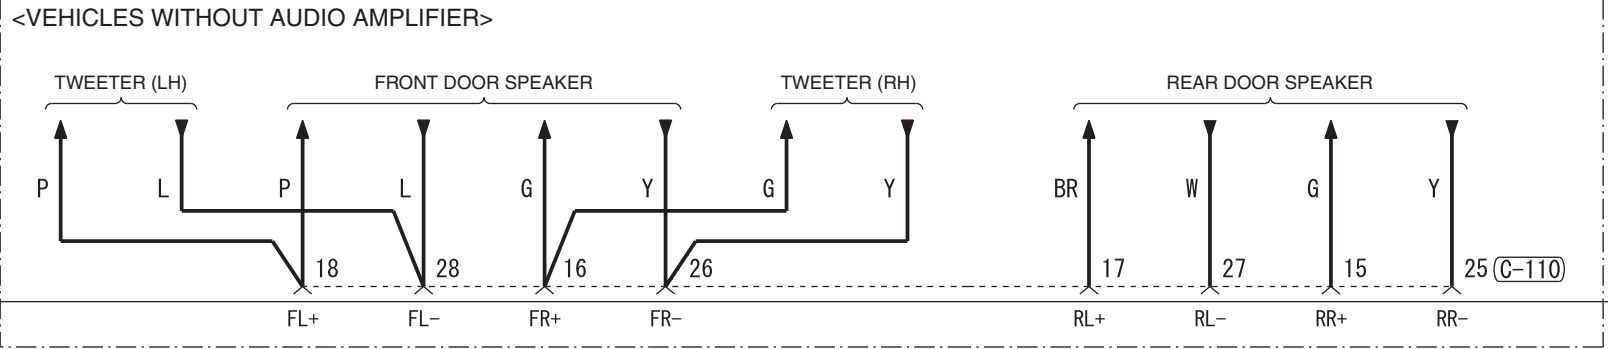 <VEHICLES WITHOUT AUDIO AMPLIFIER>
TWEETER (LH) FRONT DOOR SPEAKER TWEETER (RH) REAR DOOR SPEAKER
P L P L G Y G Y BR W G Y
18 28 16 26 17 27 15 25 C-110
FL+ FL- FR+ FR- RL+ RL- RR+ RR-